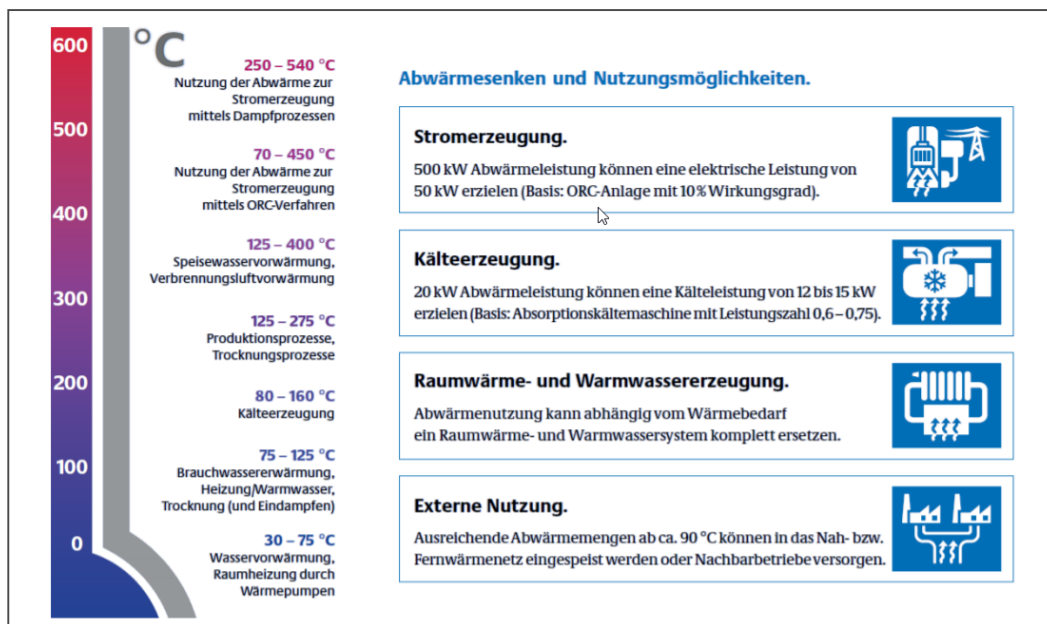 600
500
400
300
200
100
0
°C
250 – 540 °C
Nutzung der Abwärme zur
Stromerzeugung
mittels Dampfprozessen
70 – 450 °C
Nutzung der Abwärme zur
Stromerzeugung
mittels ORC-Verfahren
125 – 400 °C
Speisewasservorwärmung,
Verbrennungsluftvorwärmung
125 – 275 °C
Produktionsprozesse,
Trocknungsprozesse
80 – 160 °C
Kälteerzeugung
75 – 125 °C
Brauchwassererwärmung,
Heizung/Warmwasser,
Trocknung (und Eindampfen)
30 – 75 °C
Wasservorwärmung,
Raumheizung durch
Wärmepumpen
Abwärmesenken und Nutzungsmöglichkeiten.
Stromerzeugung.
500 kW Abwärmeleistung können eine elektrische Leistung von
50 kW erzielen (Basis: ORC-Anlage mit 10 % Wirkungsgrad).
Kälteerzeugung.
20 kW Abwärmeleistung können eine Kälteleistung von 12 bis 15 kW
erzielen (Basis: Absorptionskältemaschine mit Leistungszahl 0,6 – 0,75).
Raumwärme- und Warmwassererzeugung.
Abwärmenutzung kann abhängig vom Wärmebedarf
ein Raumwärme- und Warmwassersystem komplett ersetzen.
Externe Nutzung.
Ausreichende Abwärmemengen ab ca. 90 °C können in das Nah- bzw.
Fernwärmenetz eingespeist werden oder Nachbarbetriebe versorgen.